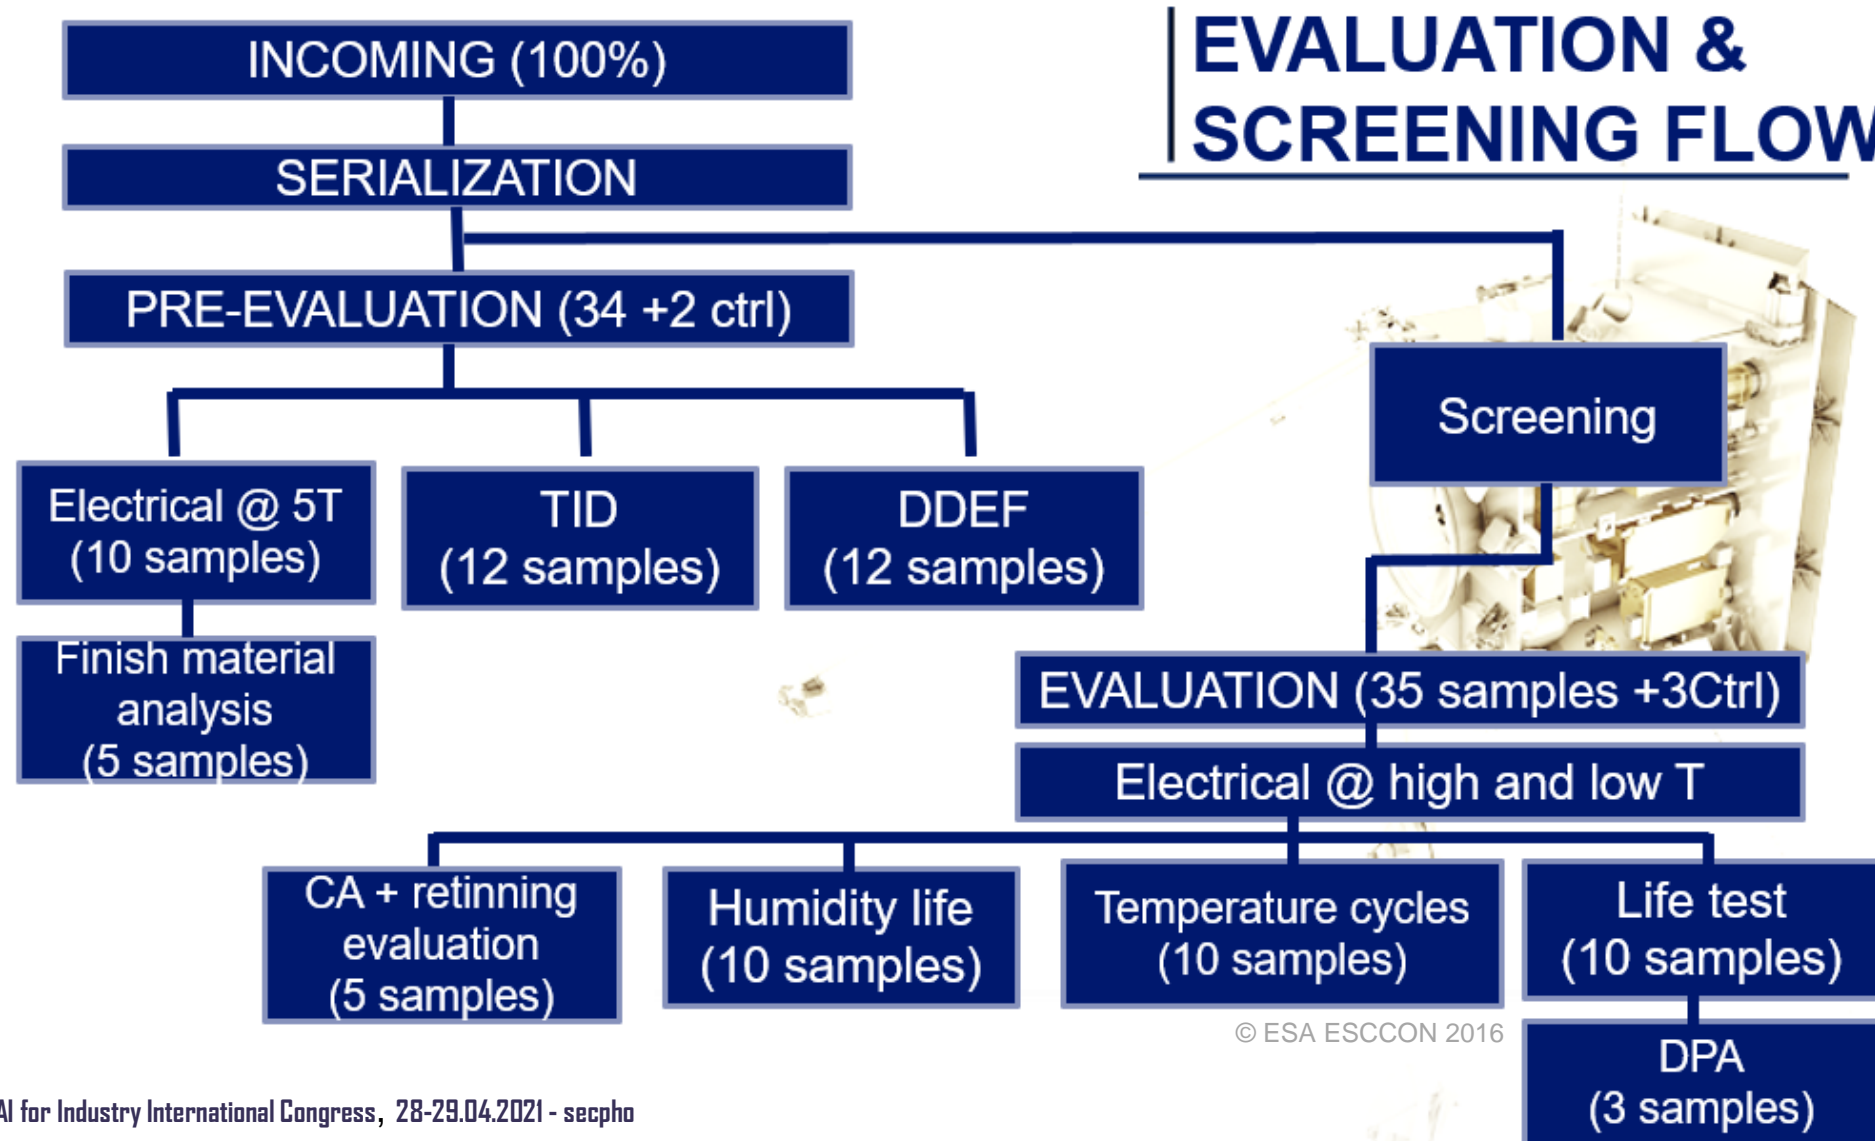 EVALUATION &
SCREENING FLOW
INCOMING (100%)
SERIALIZATION
PRE-EVALUATION (34 +2 ctrl)
Electrical @ 5T
(10 samples)
TID
(12 samples)
DDEF
(12 samples)
Finish material
analysis
(5 samples)
Screening
EVALUATION (35 samples +3Ctrl)
Electrical @ high and low T
CA + retinning
evaluation
(5 samples)
Humidity life
(10 samples)
Temperature cycles
(10 samples)
Life test
(10 samples)
DPA
(3 samples)
© ESA ESCCON 2016
AI for Industry International Congress, 28-29.04.2021 - secpho